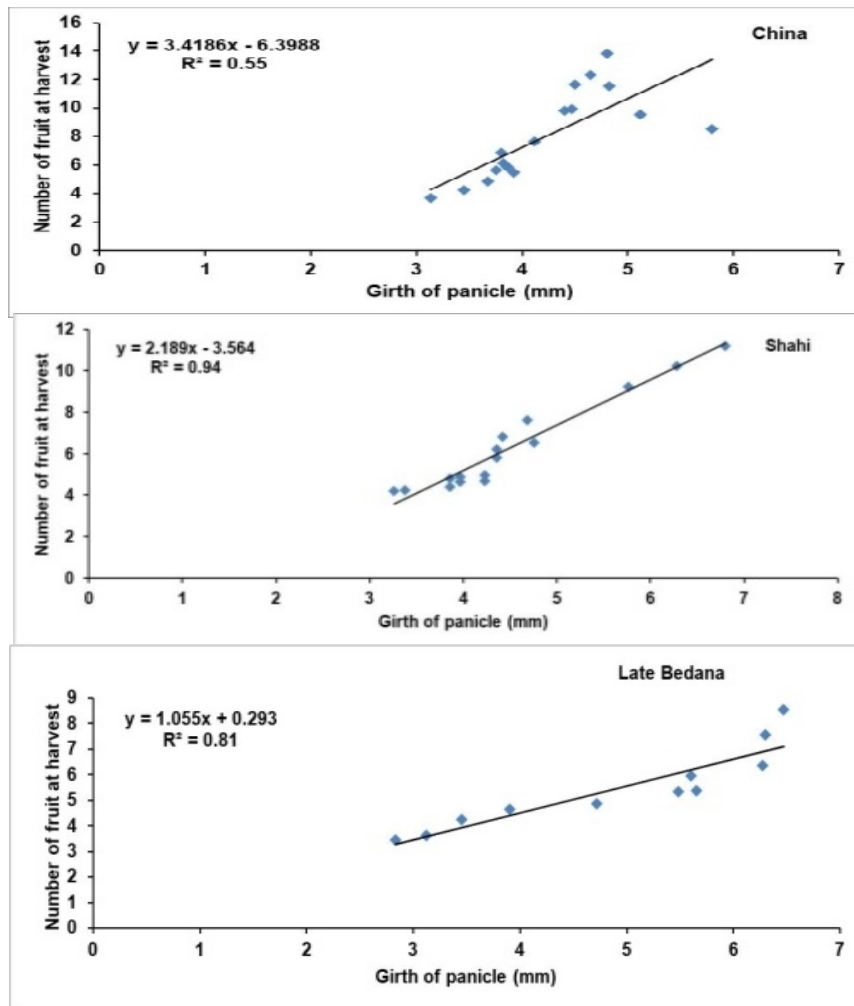 China
y = 3.4186x - 6.3988
R² = 0.55
Number of fruit at harvest
16
14
12
10
8
6
4
2
0
0 1 2 3 4 5 6 7
Girth of panicle (mm)
Shahi
y = 2.189x - 3.564
R² = 0.94
Number of fruit at harvest
12
10
8
6
4
2
0
0 1 2 3 4 5 6 7 8
Girth of panicle (mm)
Late Bedana
y = 1.055x + 0.293
R² = 0.81
Number of fruit at harvest
9
8
7
6
5
4
3
2
1
0
0 1 2 3 4 5 6 7
Girth of panicle (mm)